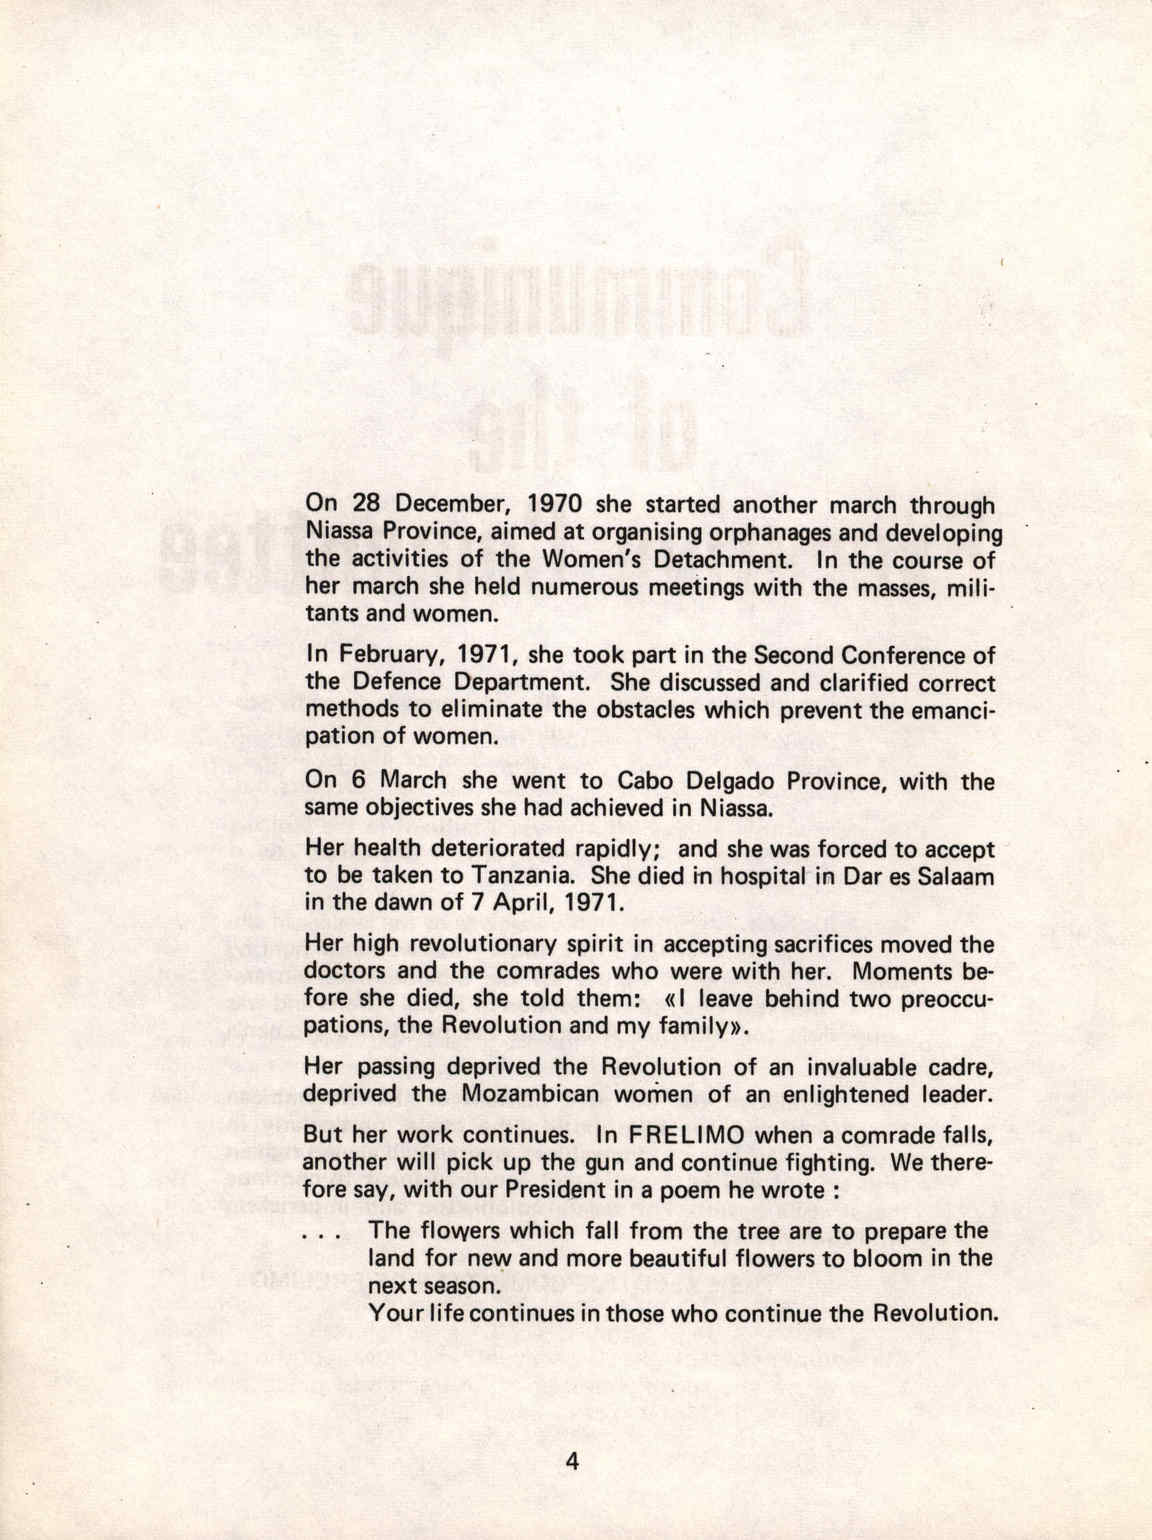 On 28 December, 1970 she started another march through
Niassa Province, aimed at organising orphanages and developing
the activities of the Women's Detachment. In the course of
her march she held numerous meetings with the masses, mili-
tants and women.
In February, 1971, she took part in the Second Conference of
the Defence Department. She discussed and clarified correct
methods to eliminate the obstacles which prevent the emanci-
pation of women.
On 6 March she went to Cabo Delgado Province, with the
same objectives she had achieved in Niassa.
Her health deteriorated rapidly; and she was forced to accept
to be taken to Tanzania. She died in hospital in Dar es Salaam
in the dawn of 7 April, 1971.
Her high revolutionary spirit in accepting sacrifices moved the
doctors and the comrades who were with her. Moments be-
fore she died, she told them: «I leave behind two preoccu-
pations, the Revolution and my family».
Her passing deprived the Revolution of an invaluable cadre,
deprived the Mozambican women of an enlightened leader.
But her work continues. In FRELIMO when a comrade falls,
another will pick up the gun and continue fighting. We there-
fore say, with our President in a poem he wrote :
. . . The flowers which fall from the tree are to prepare the
land for new and more beautiful flowers to bloom in the
next season.
Your life continues in those who continue the Revolution.
4